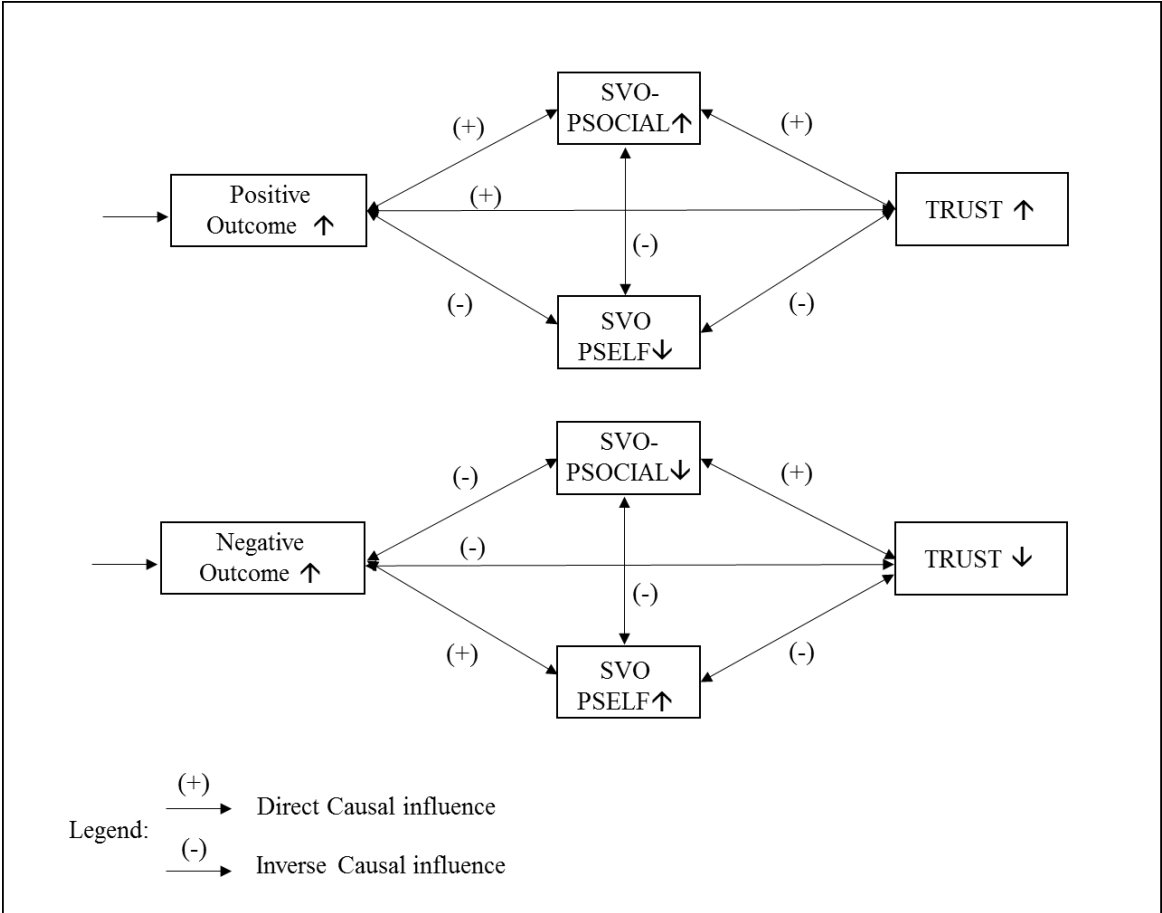 SVO-
PSOCIAL↑
(+)
(+)
Positive
Outcome ↑
(+)
TRUST ↑
(-)
(-)
(-)
SVO
PSELF↓
SVO-
PSOCIAL↓
(-)
(+)
Negative
Outcome ↑
(-)
TRUST ↓
(-)
(+)
(-)
SVO
PSELF↑
Legend:
(+)
Direct Causal influence
(-)
Inverse Causal influence